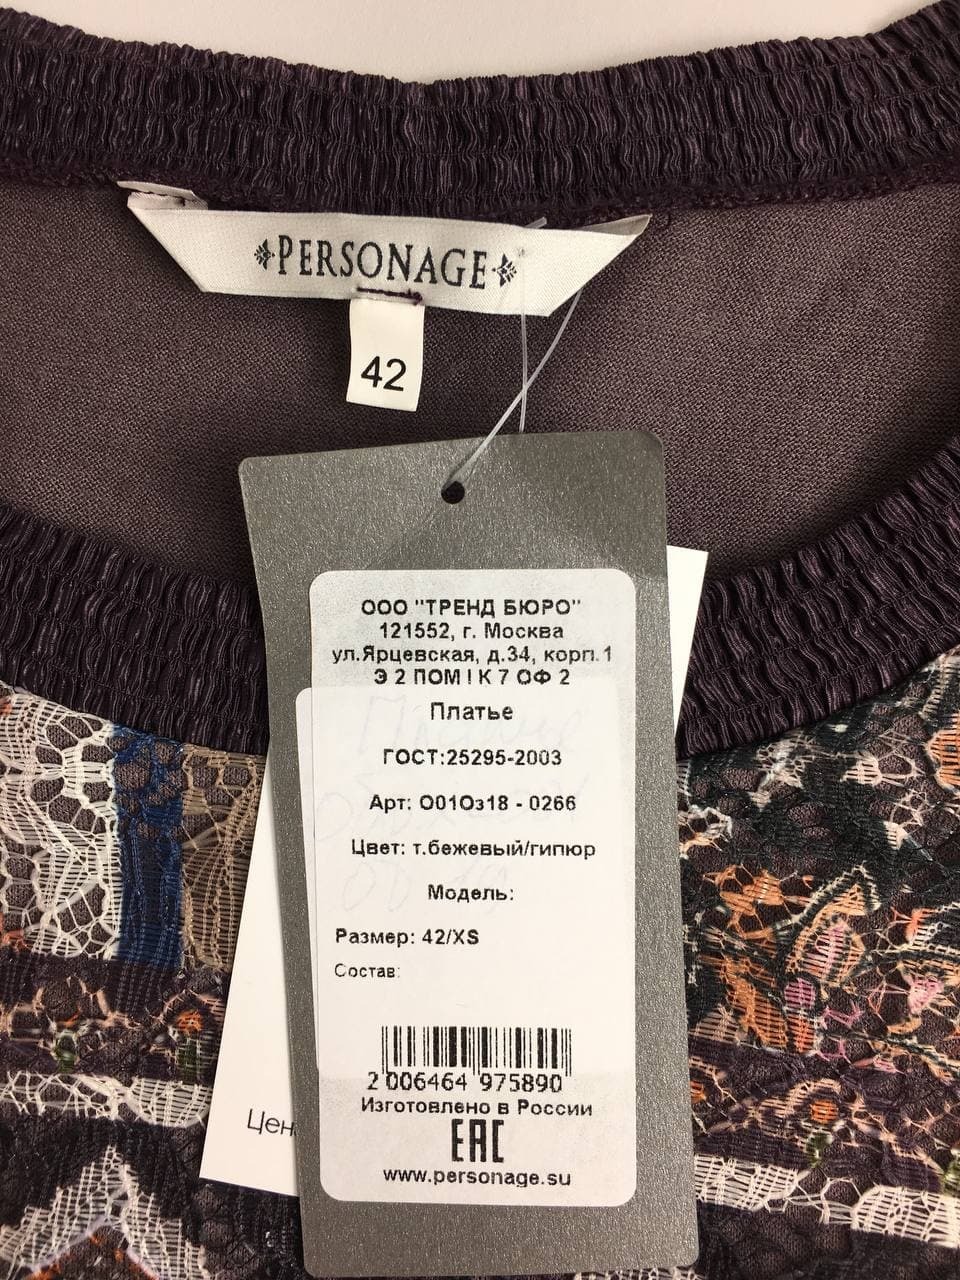 PERSONAGE
42
ООО "ТРЕНД БЮРО"
121552, г. Москва
ул.Ярцевская, д.34, корп.1
Э 2 ПОМ I К 7 ОФ 2
Платье
ГОСТ:25295-2003
Арт: О01Оз18 - 0266
Цвет: т.бежевый/гипюр
Модель:
Размер: 42/XS
Состав:
2 006464 975890
Изготовлено в России
EAC
www.personage.su
Цен